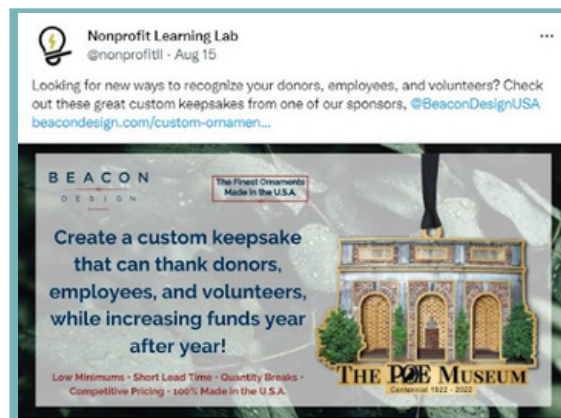 Nonprofit Learning Lab
@nonprofitll · Aug 15
Looking for new ways to recognize your donors, employees, and volunteers? Check
out these great custom keepsakes from one of our sponsors, @BeaconDesignUSA
beacondesign.com/custom-ornamen...
BEACON
DESIGN
The Finest Ornaments
Made in the U.S.A.
Create a custom keepsake
that can thank donors,
employees, and volunteers,
while increasing funds year
after year!
Low Minimums • Short Lead Time • Quantity Breaks •
Competitive Pricing • 100% Made in the U.S.A.
THE POE MUSEUM
Centennial 1922 - 2022